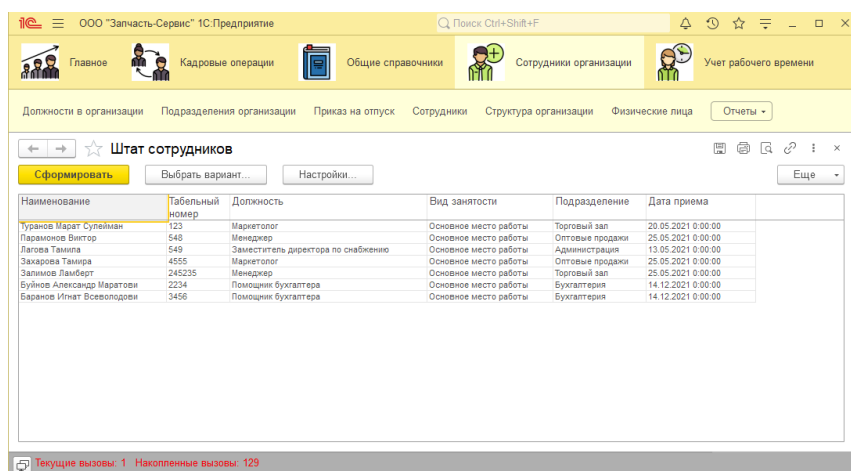 1С ООО "Запчасть-Сервис" 1С:Предприятие Поиск Ctrl+Shift+F
Главное Кадровые операции Общие справочники Сотрудники организации Учет рабочего времени
Должности в организации Подразделения организации Приказ на отпуск Сотрудники Структура организации Физические лица Отчеты
Штат сотрудников
Сформировать Выбрать вариант... Настройки... Еще
Наименование Табельный номер Должность Вид занятости Подразделение Дата приема
Туранов Марат Сулейман 123 Маркетолог Основное место работы Торговый зал 20.05.2021 0:00:00
Парамонов Виктор 548 Менеджер Основное место работы Оптовые продажи 25.05.2021 0:00:00
Лагова Тамила 549 Заместитель директора по снабжению Основное место работы Администрация 13.05.2021 0:00:00
Захарова Тамира 4555 Маркетолог Основное место работы Оптовые продажи 25.05.2021 0:00:00
Залимов Ламберт 245235 Менеджер Основное место работы Торговый зал 25.05.2021 0:00:00
Буйнов Александр Маратови 2234 Помощник бухгалтера Основное место работы Бухгалтерия 14.12.2021 0:00:00
Баранов Игнат Всеволодови 3456 Помощник бухгалтера Основное место работы Бухгалтерия 14.12.2021 0:00:00
Текущие вызовы: 1 Накопленные вызовы: 129